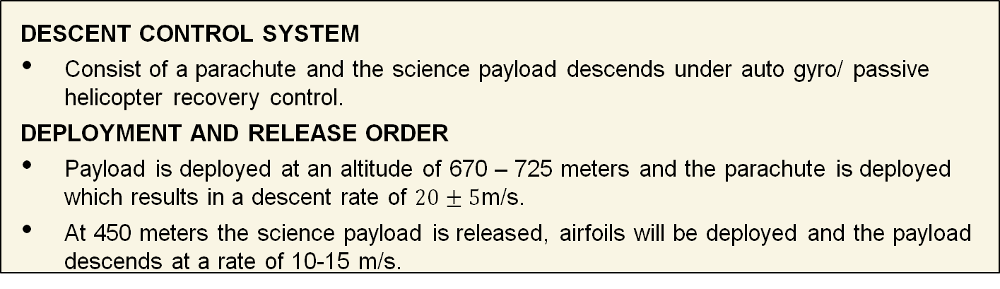 DESCENT CONTROL SYSTEM
• Consist of a parachute and the science payload descends under auto gyro/ passive
helicopter recovery control.
DEPLOYMENT AND RELEASE ORDER
• Payload is deployed at an altitude of 670 – 725 meters and the parachute is deployed
which results in a descent rate of 20 ± 5m/s.
• At 450 meters the science payload is released, airfoils will be deployed and the payload
descends at a rate of 10-15 m/s.